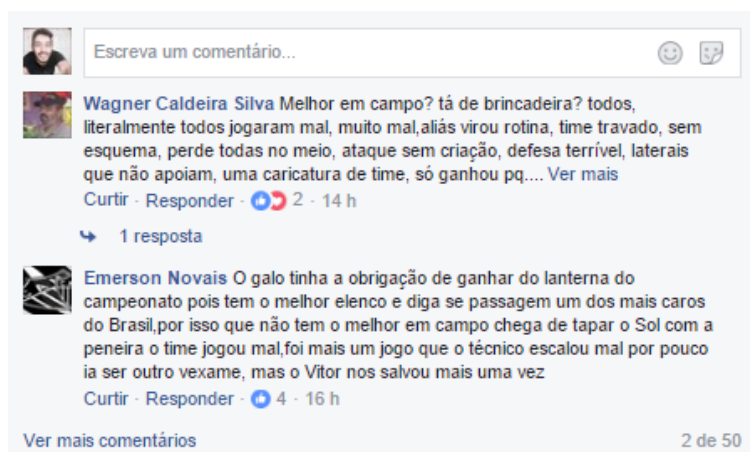 Escreva um comentário...
Wagner Caldeira Silva Melhor em campo? tá de brincadeira? todos,
literalmente todos jogaram mal, muito mal,aliás virou rotina, time travado, sem
esquema, perde todas no meio, ataque sem criação, defesa terrível, laterais
que não apoiam, uma caricatura de time, só ganhou pq.... Ver mais
Curtir · Responder · 2 · 14 h
1 resposta
Emerson Novais O galo tinha a obrigação de ganhar do lanterna do
campeonato pois tem o melhor elenco e diga se passagem um dos mais caros
do Brasil,por isso que não tem o melhor em campo chega de tapar o Sol com a
peneira o time jogou mal,foi mais um jogo que o técnico escalou mal por pouco
ia ser outro vexame, mas o Vitor nos salvou mais uma vez
Curtir · Responder · 4 · 16 h
Ver mais comentários 2 de 50